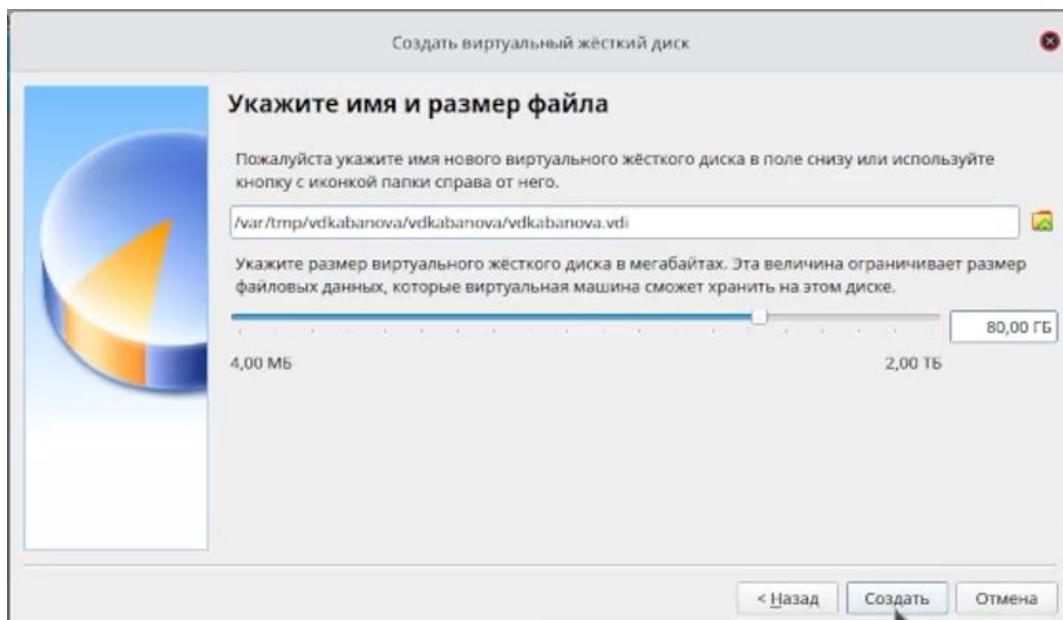 Создать виртуальный жёсткий диск
Укажите имя и размер файла
Пожалуйста укажите имя нового виртуального жёсткого диска в поле снизу или используйте
кнопку с иконкой папки справа от него.
/var/tmp/vdkabanova/vdkabanova/vdkabanova.vdi
Укажите размер виртуального жёсткого диска в мегабайтах. Эта величина ограничивает размер
файловых данных, которые виртуальная машина сможет хранить на этом диске.
80,00 ГБ
4,00 МБ 2,00 ТБ
< Назад Создать Отмена